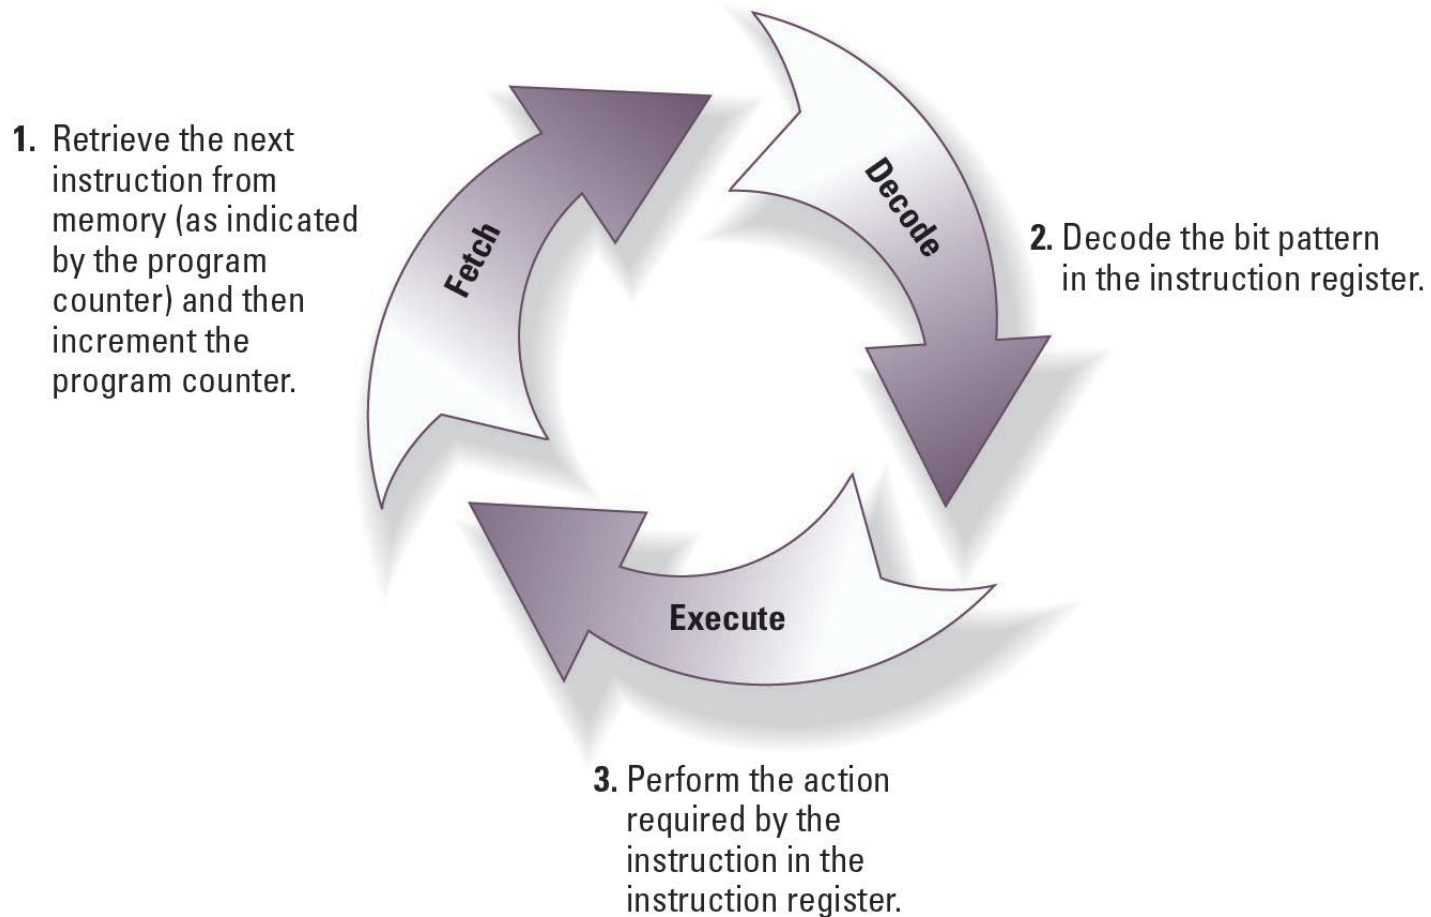 1. Retrieve the next
instruction from
memory (as indicated
by the program
counter) and then
increment the
program counter.
Fetch
Decode
2. Decode the bit pattern
in the instruction register.
Execute
3. Perform the action
required by the
instruction in the
instruction register.